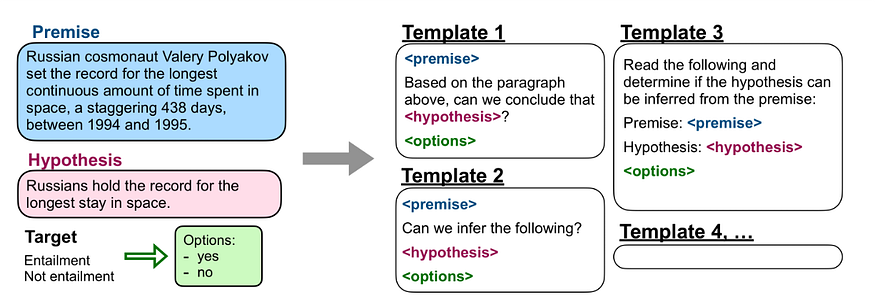 Premise
Russian cosmonaut Valery Polyakov
set the record for the longest
continuous amount of time spent in
space, a staggering 438 days,
between 1994 and 1995.
Hypothesis
Russians hold the record for the
longest stay in space.
Target
Entailment
Not entailment
Options:
- yes
- no
Template 1
<premise>
Based on the paragraph
above, can we conclude that
<hypothesis>?
<options>
Template 2
<premise>
Can we infer the following?
<hypothesis>
<options>
Template 3
Read the following and
determine if the hypothesis can
be inferred from the premise:
Premise: <premise>
Hypothesis: <hypothesis>
<options>
Template 4, …